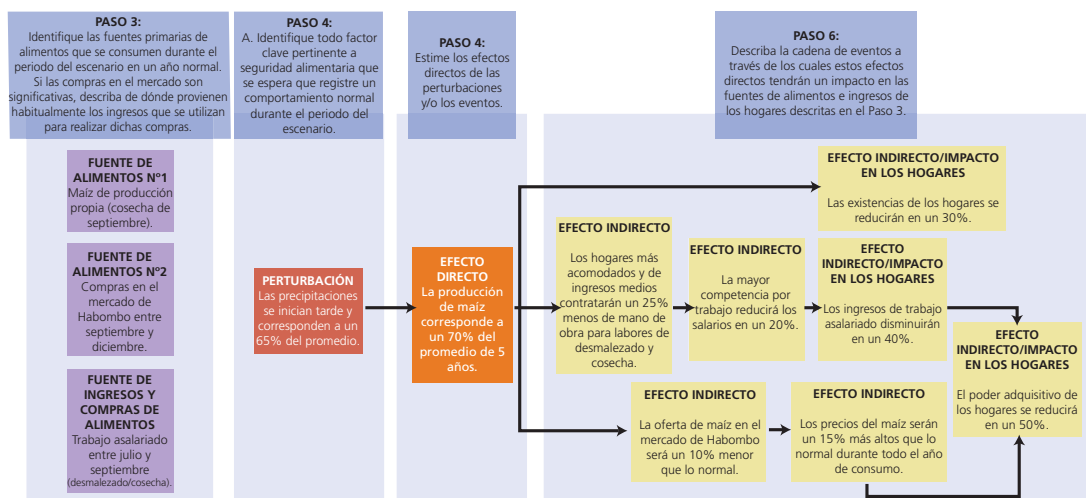 PASO 3:
Identifique las fuentes primarias de
alimentos que se consumen durante el
periodo del escenario en un año normal.
Si las compras en el mercado son
significativas, describa de dónde provienen
habitualmente los ingresos que se utilizan
para realizar dichas compras.
PASO 4:
A. Identifique todo factor
clave pertinente a
seguridad alimentaria que
se espera que registre un
comportamiento normal
durante el periodo del
escenario.
PASO 4:
Estime los efectos
directos de las
perturbaciones
y/o los eventos.
PASO 6:
Describa la cadena de eventos a
través de los cuales estos efectos
directos tendrán un impacto en las
fuentes de alimentos e ingresos de
los hogares descritas en el Paso 3.
FUENTE DE
ALIMENTOS Nº1
Maíz de producción
propia (cosecha de
septiembre).
FUENTE DE
ALIMENTOS Nº2
Compras en el
mercado de
Habombo entre
septiembre y
diciembre.
FUENTE DE
INGRESOS Y
COMPRAS DE
ALIMENTOS
Trabajo asalariado
entre julio y
septiembre
(desmalezado/cosecha).
PERTURBACIÓN
Las precipitaciones
se inician tarde y
corresponden a un
65% del promedio.
EFECTO
DIRECTO
La producción
de maíz
corresponde a
un 70% del
promedio de 5
años.
EFECTO INDIRECTO/IMPACTO
EN LOS HOGARES
Las existencias de los hogares se
reducirán en un 30%.
EFECTO INDIRECTO
Los hogares más
acomodados y de
ingresos medios
contratarán un 25%
menos de mano de
obra para labores de
desmalezado y
cosecha.
EFECTO INDIRECTO
La mayor
competencia por
trabajo reducirá los
salarios en un 20%.
EFECTO
INDIRECTO/IMPACTO
EN LOS HOGARES
Los ingresos de trabajo
asalariado disminuirán
en un 40%.
EFECTO
INDIRECTO/IMPACTO
EN LOS HOGARES
El poder adquisitivo de
los hogares se reducirá
en un 50%.
EFECTO INDIRECTO
La oferta de maíz en el
mercado de Habombo
será un 10% menor
que lo normal.
EFECTO INDIRECTO
Los precios del maíz serán
un 15% más altos que lo
normal durante todo el año
de consumo.